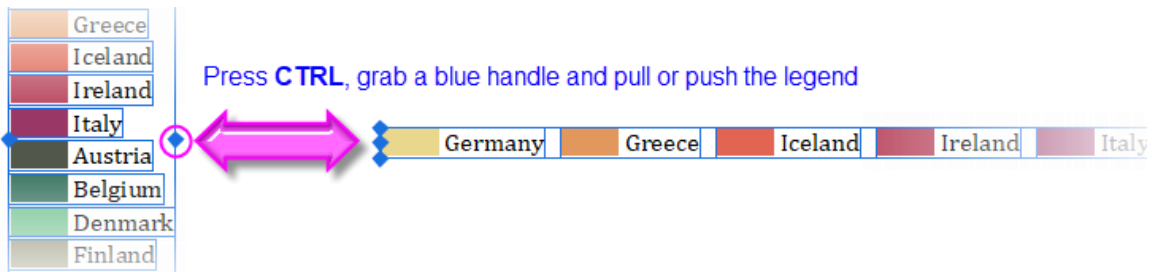 Greece
Iceland
Ireland
Italy
Austria
Belgium
Denmark
Finland
Press CTRL, grab a blue handle and pull or push the legend
Germany Greece Iceland Ireland Italy